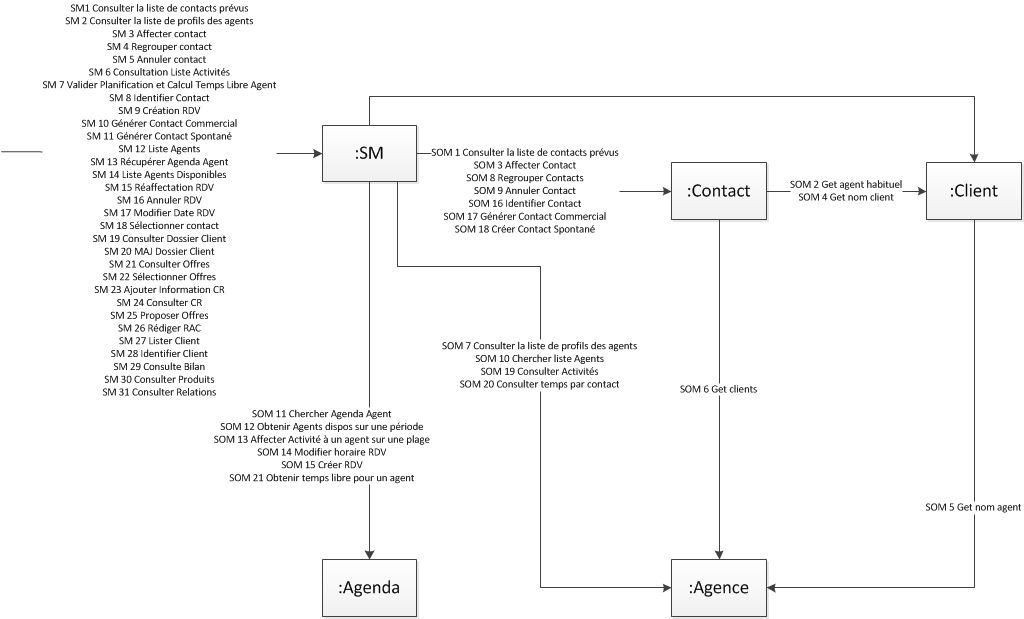 SM1 Consulter la liste de contacts prévus
SM 2 Consulter la liste de profils des agents
SM 3 Affecter contact
SM 4 Regrouper contact
SM 5 Annuler contact
SM 6 Consultation Liste Activités
SM 7 Valider Planification et Calcul Temps Libre Agent
SM 8 Identifier Contact
SM 9 Création RDV
SM 10 Générer Contact Commercial
SM 11 Générer Contact Spontané
SM 12 Liste Agents
SM 13 Récupérer Agenda Agent
SM 14 Liste Agents Disponibles
SM 15 Réaffectation RDV
SM 16 Annuler RDV
SM 17 Modifier Date RDV
SM 18 Sélectionner contact
SM 19 Consulter Dossier Client
SM 20 MAJ Dossier Client
SM 21 Consulter Offres
SM 22 Sélectionner Offres
SM 23 Ajouter Information CR
SM 24 Consulter CR
SM 25 Proposer Offres
SM 26 Rédiger RAC
SM 27 Lister Client
SM 28 Identifier Client
SM 29 Consulte Bilan
SM 30 Consulter Produits
SM 31 Consulter Relations
:SM
SOM 1 Consulter la liste de contacts prévus
SOM 3 Affecter Contact
SOM 8 Regrouper Contacts
SOM 9 Annuler Contact
SOM 16 Identifier Contact
SOM 17 Générer Contact Commercial
SOM 18 Créer Contact Spontané
:Contact
SOM 2 Get agent habituel
SOM 4 Get nom client
:Client
SOM 7 Consulter la liste de profils des agents
SOM 10 Chercher liste Agents
SOM 19 Consulter Activités
SOM 20 Consulter temps par contact
SOM 6 Get clients
SOM 11 Chercher Agenda Agent
SOM 12 Obtenir Agents dispos sur une période
SOM 13 Affecter Activité à un agent sur une plage
SOM 14 Modifier horaire RDV
SOM 15 Créer RDV
SOM 21 Obtenir temps libre pour un agent
SOM 5 Get nom agent
:Agenda
:Agence